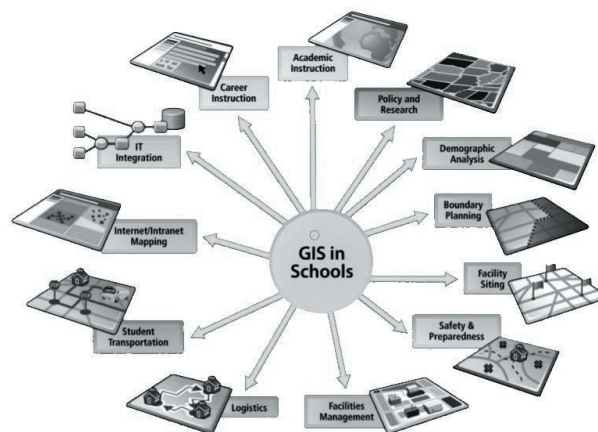 Academic
Instruction
Career
Instruction
Policy and
Research
IT
Integration
Demographic
Analysis
Internet/Intranet
Mapping
Boundary
Planning
GIS in
Schools
Facility
Siting
Student
Transportation
Safety &
Preparedness
Logistics
Facilities
Management